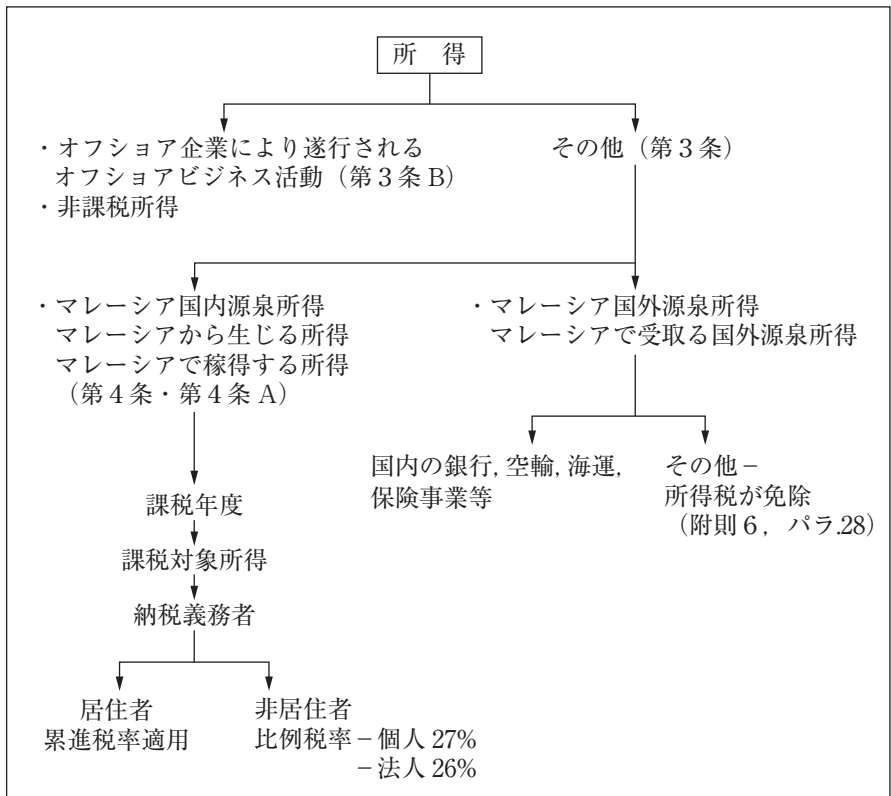 所 得
・オフショア企業により遂行される
オフショアビジネス活動（第３条 B）
・非課税所得
その他（第３条）
・マレーシア国内源泉所得
マレーシアから生じる所得
マレーシアで稼得する所得
（第４条・第４条 A）
・マレーシア国外源泉所得
マレーシアで受取る国外源泉所得
国内の銀行, 空輸, 海運,
保険事業等
その他－
所得税が免除
（附則６， パラ.28）
課税年度
課税対象所得
納税義務者
居住者
累進税率適用
非居住者
比例税率－個人 27%
－法人 26%